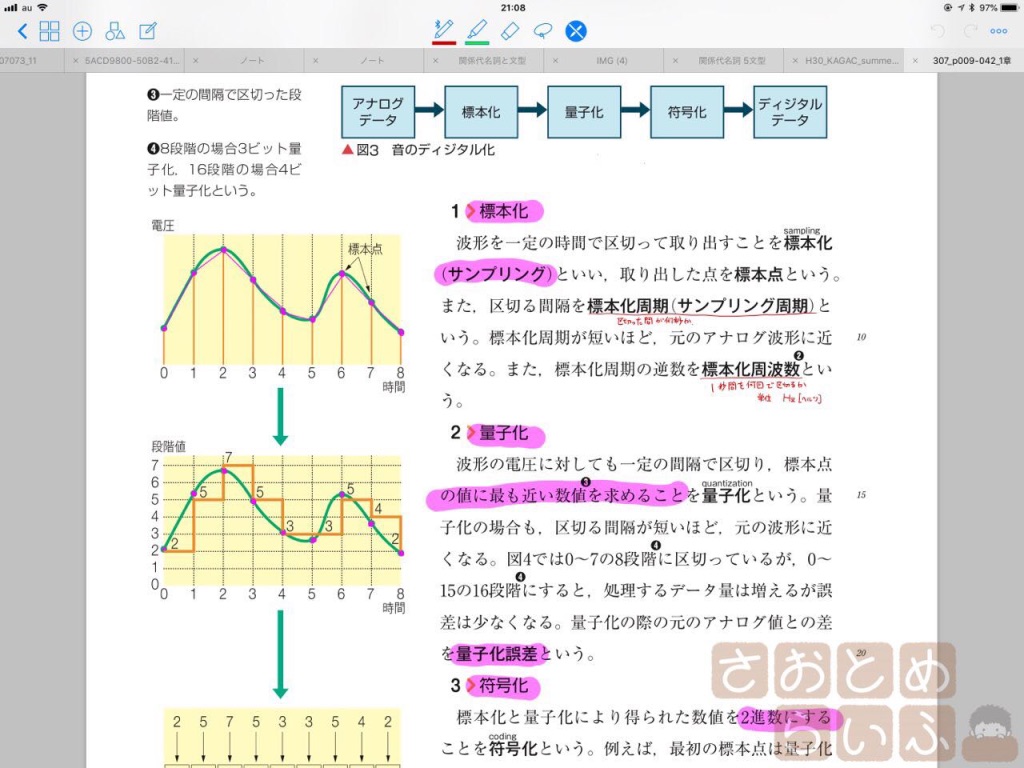 au 21:08 97%
07073_11 × 5ACD9800-50B2-41... × ノート × ノート × 関係代名詞と文型 × IMG (4) × 関係代名詞 5文型 × H30_KAGAC_summe... × 307_p009-042_1章
❸一定の間隔で区切った段
階値。
❹8段階の場合3ビット量
子化，16段階の場合4ビ
ット量子化という。
アナログ
データ
標本化
量子化
符号化
ディジタル
データ
▲図3 音のディジタル化
電圧
標本点
0 1 2 3 4 5 6 7 8
時間
段階値
7
6
5
4
3
2
1
0
2 5 7 5 3 3 5 4 2
0 1 2 3 4 5 6 7 8
時間
2 5 7 5 3 3 5 4 2
1 標本化
sampling
波形を一定の時間で区切って取り出すことを標本化
(サンプリング)といい，取り出した点を標本点という。
また，区切る間隔を標本化周期(サンプリング周期)と
区切った間が何秒か
いう。標本化周期が短いほど，元のアナログ波形に近 10
❷
くなる。また，標本化周期の逆数を標本化周波数とい
1秒間を何回で区切るか
う。
単位 Hz [ヘルツ]
2 量子化
波形の電圧に対しても一定の間隔で区切り，標本点
❸ quantization
の値に最も近い数値を求めることを量子化という。量 15
子化の場合も，区切る間隔が短いほど，元の波形に近
❹
くなる。図4では0〜7の8段階に区切っているが，0〜
❹
15の16段階にすると，処理するデータ量は増えるが誤
差は少なくなる。量子化の際の元のアナログ値との差
を量子化誤差という。 20
3 符号化
標本化と量子化により得られた数値を2進数にする
coding
ことを符号化という。例えば，最初の標本点は量子化
さおとめ
らいふ